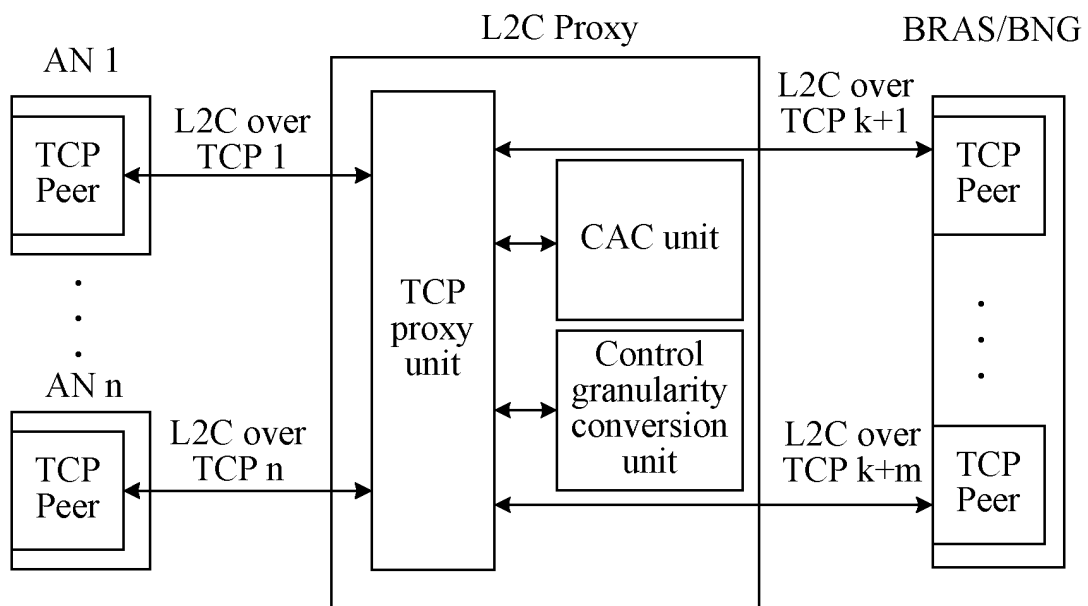 L2C Proxy
BRAS/BNG
AN 1
L2C over
TCP 1
TCP
Peer
L2C over
TCP k+1
TCP
Peer
CAC unit
TCP
proxy
unit
Control
granularity
conversion
unit
AN n
TCP
Peer
L2C over
TCP n
L2C over
TCP k+m
TCP
Peer